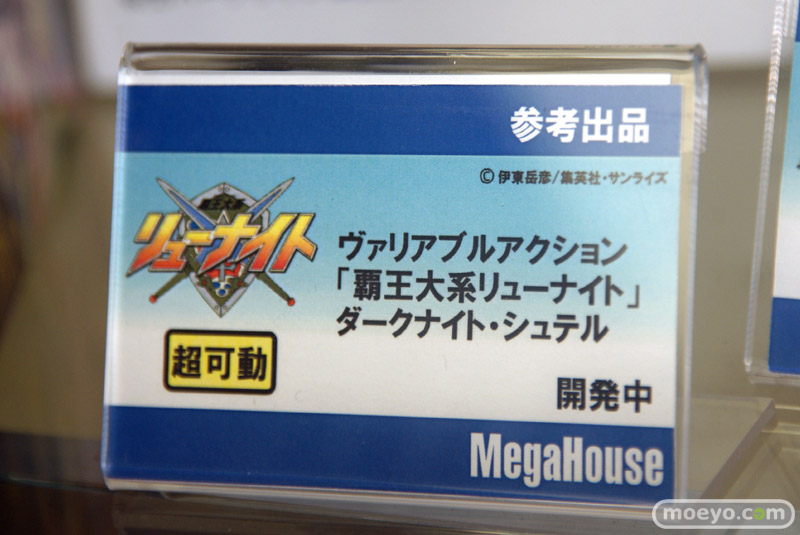 参考出品
© 伊東岳彦/集英社・サンライズ
リューナイト
ヴァリアブルアクション
「覇王大系リューナイト」
ダークナイト・シュテル
超可動
開発中
MegaHouse
moeyo.com